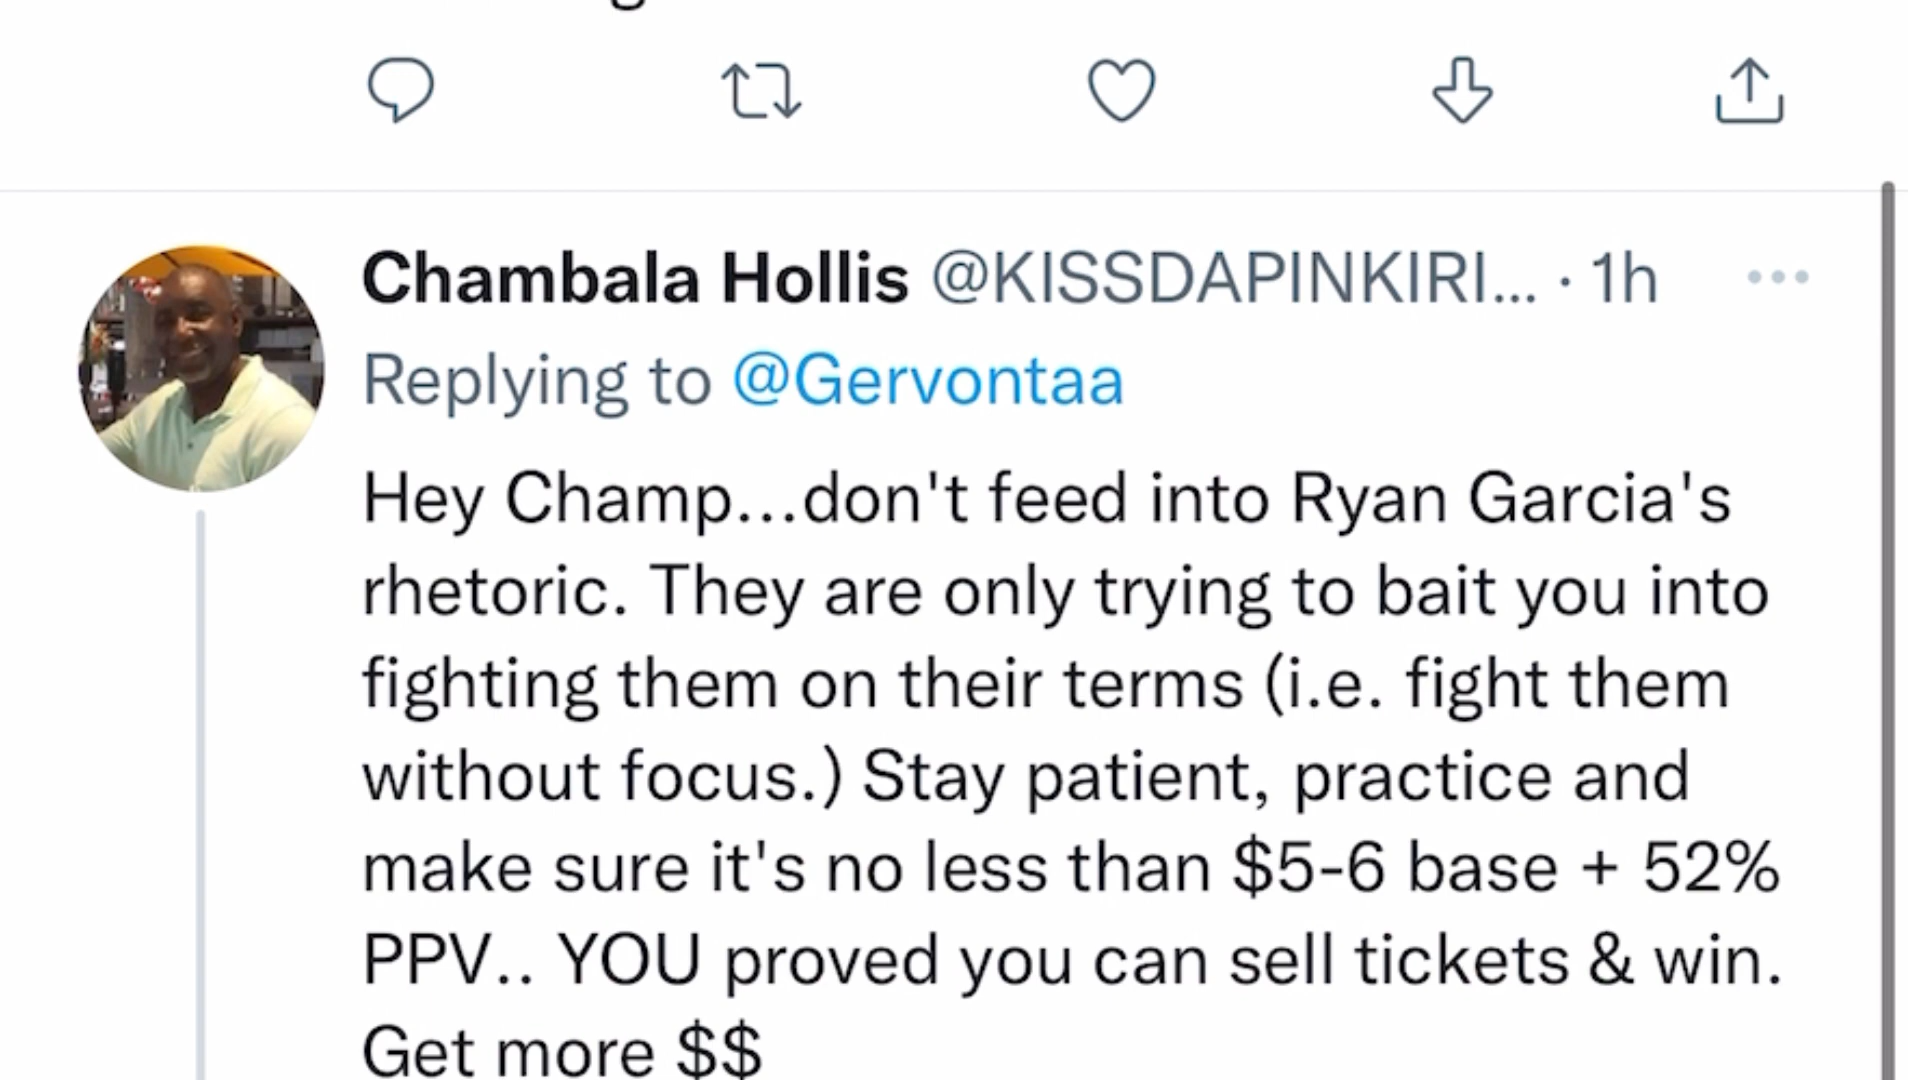 Chambala Hollis @KISSDAPINKIRI... · 1h
Replying to @Gervontaa
Hey Champ...don't feed into Ryan Garcia's
rhetoric. They are only trying to bait you into
fighting them on their terms (i.e. fight them
without focus.) Stay patient, practice and
make sure it's no less than $5-6 base + 52%
PPV.. YOU proved you can sell tickets & win.
Get more $$